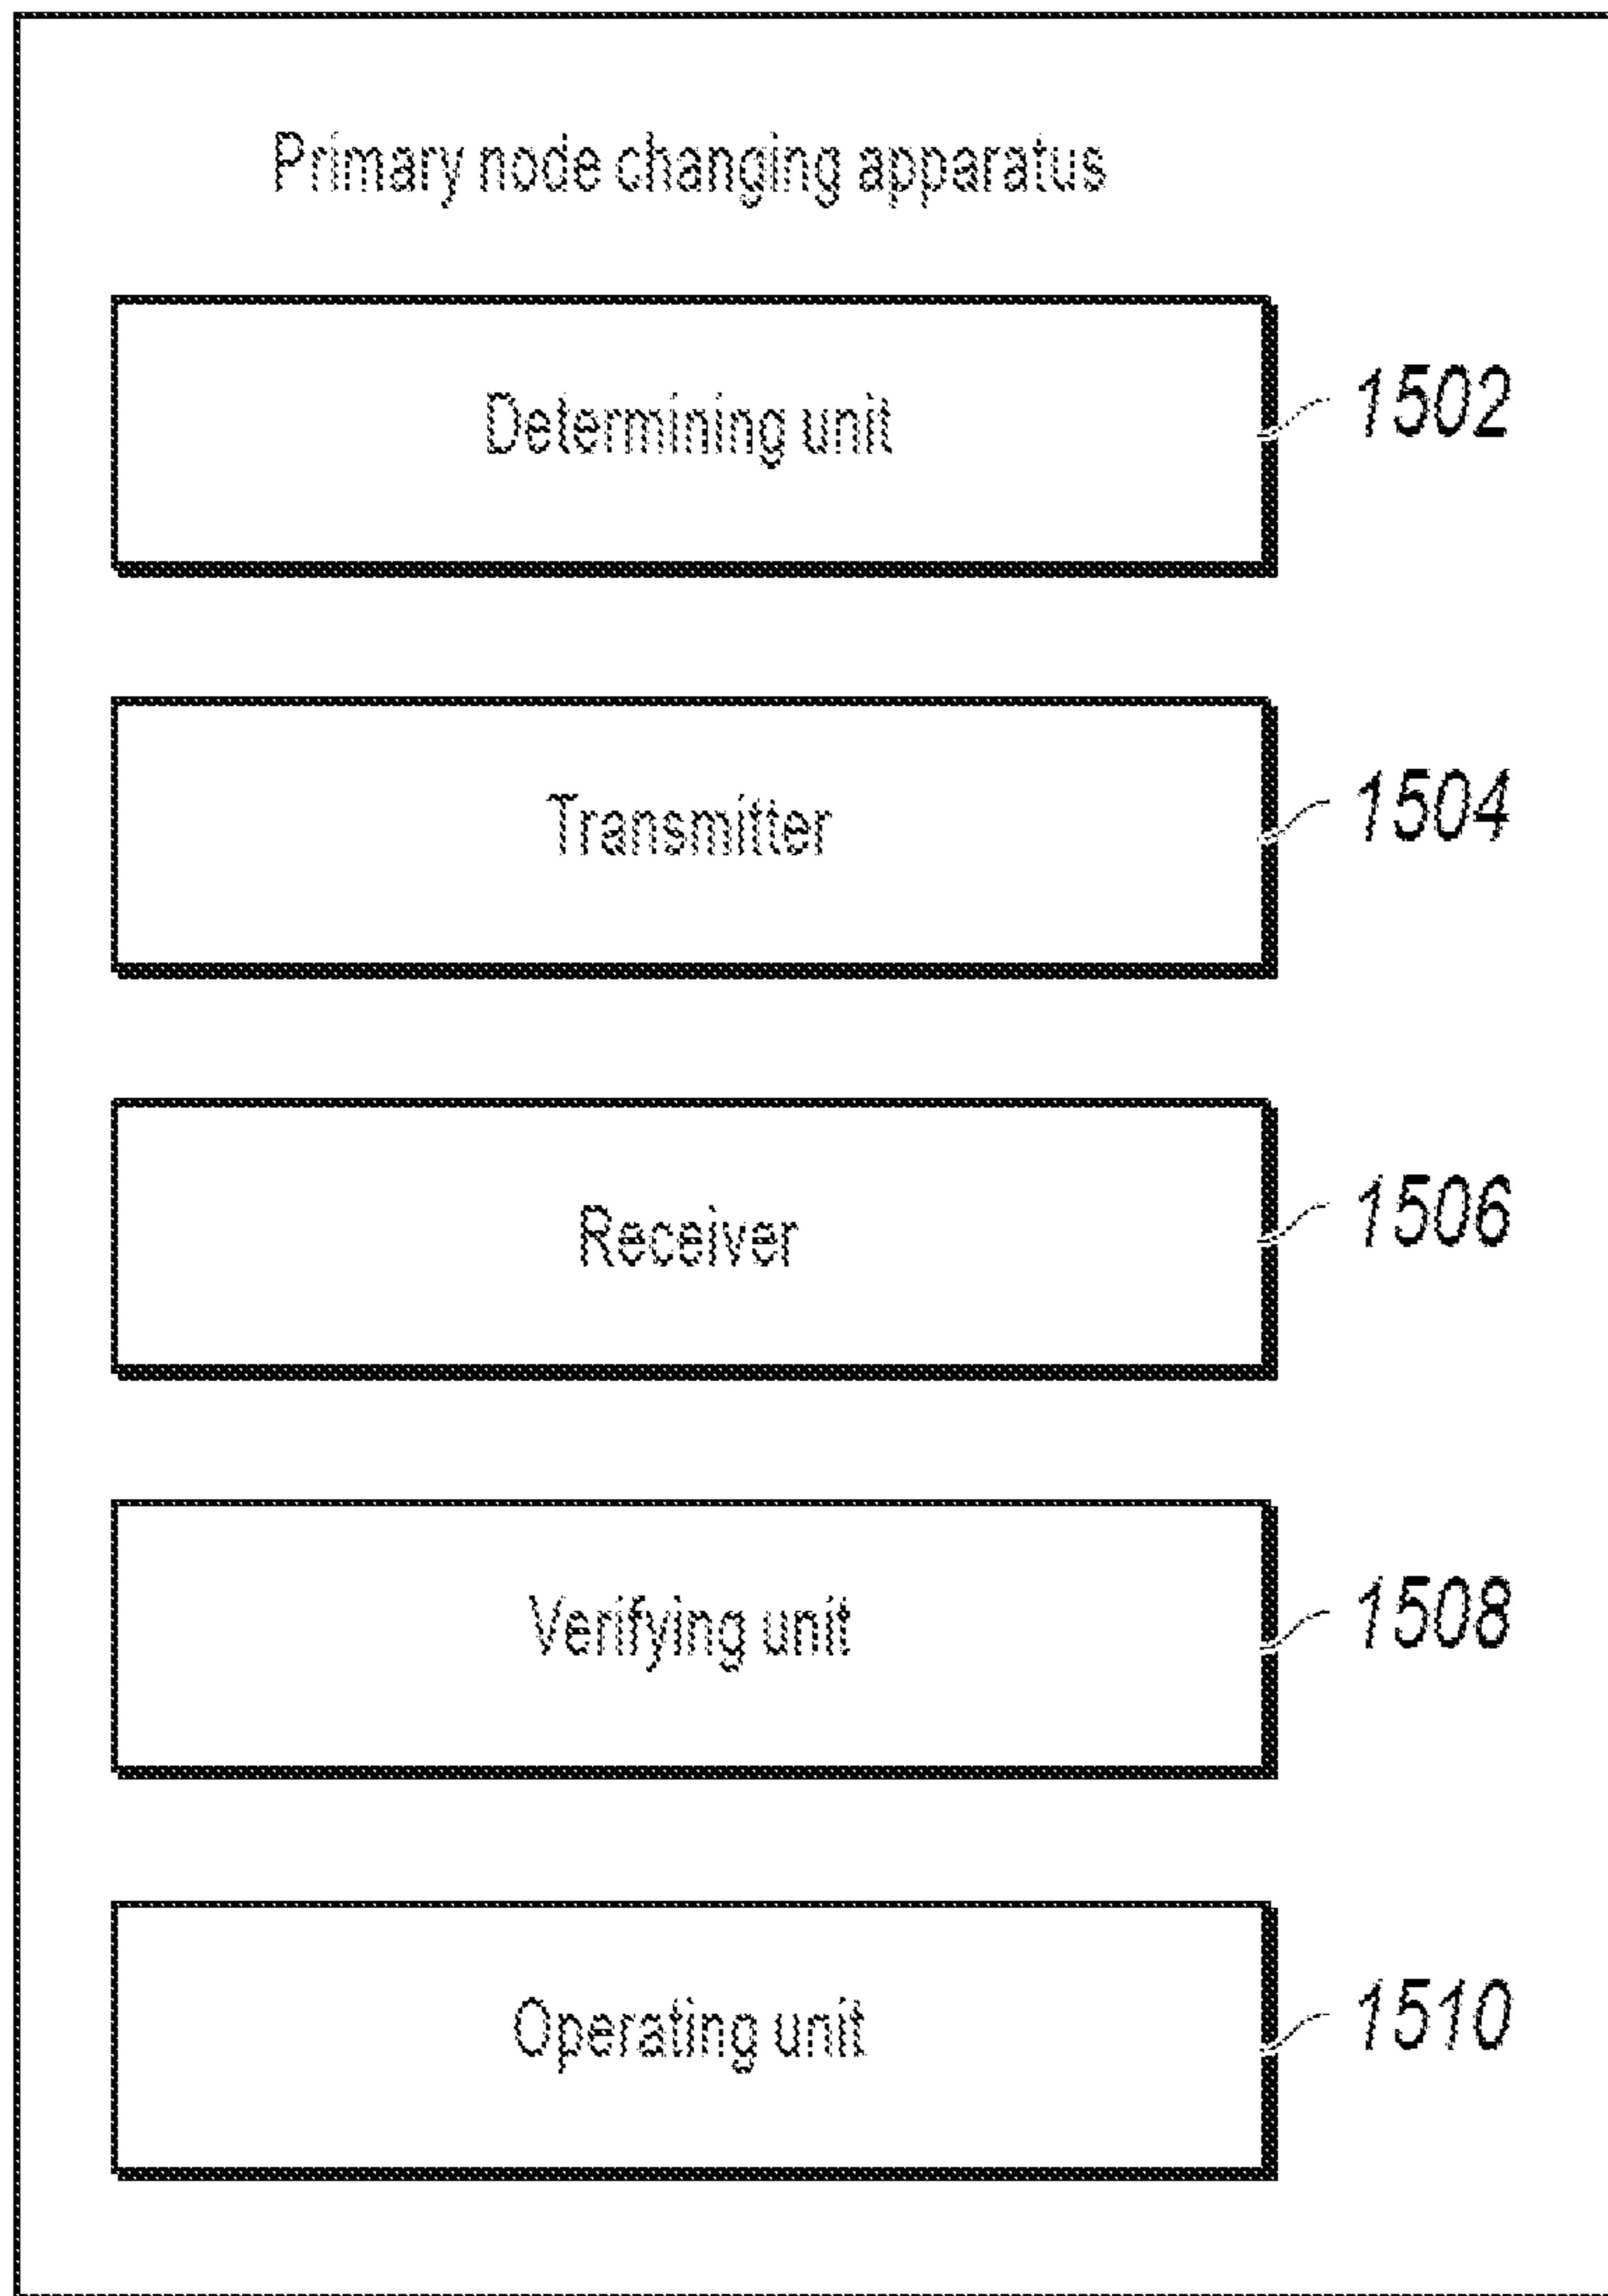 Primary node changing apparatus
Determining unit
1502
Transmitter
1504
Receiver
1506
Verifying unit
1508
Operating unit
1510